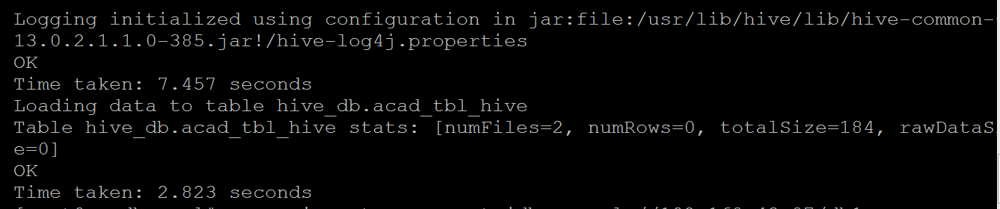 Logging initialized using configuration in jar:file:/usr/lib/hive/lib/hive-common-
13.0.2.1.1.0-385.jar!/hive-log4j.properties
OK
Time taken: 7.457 seconds
Loading data to table hive_db.acad_tbl_hive
Table hive_db.acad_tbl_hive stats: [numFiles=2, numRows=0, totalSize=184, rawDataS
e=0]
OK
Time taken: 2.823 seconds